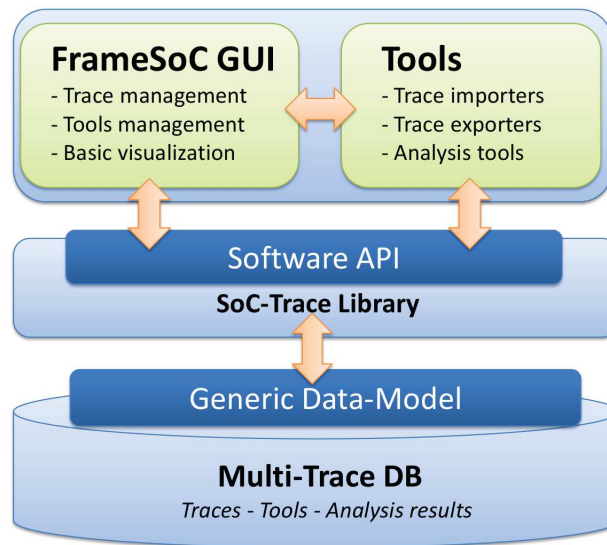 FrameSoC GUI
- Trace management
- Tools management
- Basic visualization
Tools
- Trace importers
- Trace exporters
- Analysis tools
Software API
SoC-Trace Library
Generic Data-Model
Multi-Trace DB
Traces - Tools - Analysis results